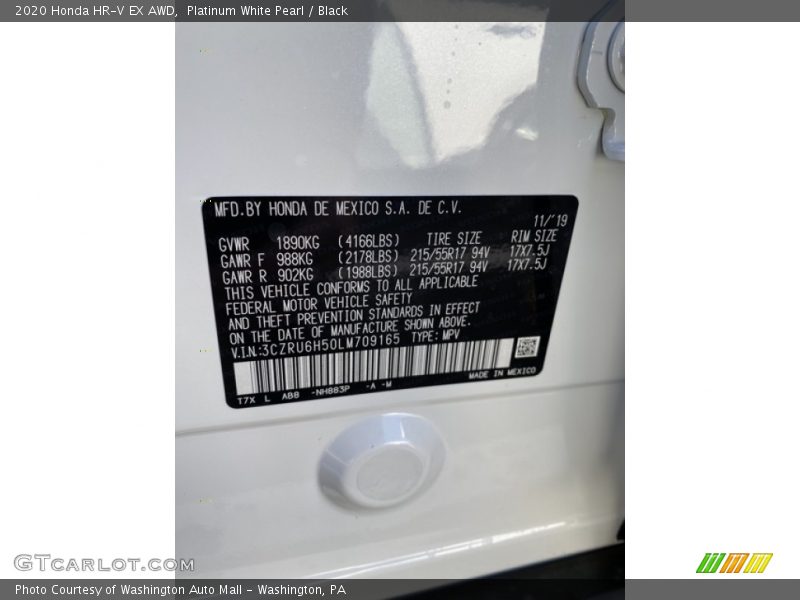 2020 Honda HR-V EX AWD,  Platinum White Pearl / Black
MFD.BY HONDA DE MEXICO S.A. DE C.V.
11/'19
GVWR 1890KG (4166LBS) TIRE SIZE RIM SIZE
GAWR F 988KG (2178LBS) 215/55R17 94V 17X7.5J
GAWR R 902KG (1988LBS) 215/55R17 94V 17X7.5J
THIS VEHICLE CONFORMS TO ALL APPLICABLE
FEDERAL MOTOR VEHICLE SAFETY
AND THEFT PREVENTION STANDARDS IN EFFECT
ON THE DATE OF MANUFACTURE SHOWN ABOVE.
V.I.N:3CZRU6H50LM709165 TYPE: MPV
T7X L AB8 -NH883P -A -M MADE IN MEXICO
GTCARLOT.COM
Photo Courtesy of Washington Auto Mall - Washington, PA